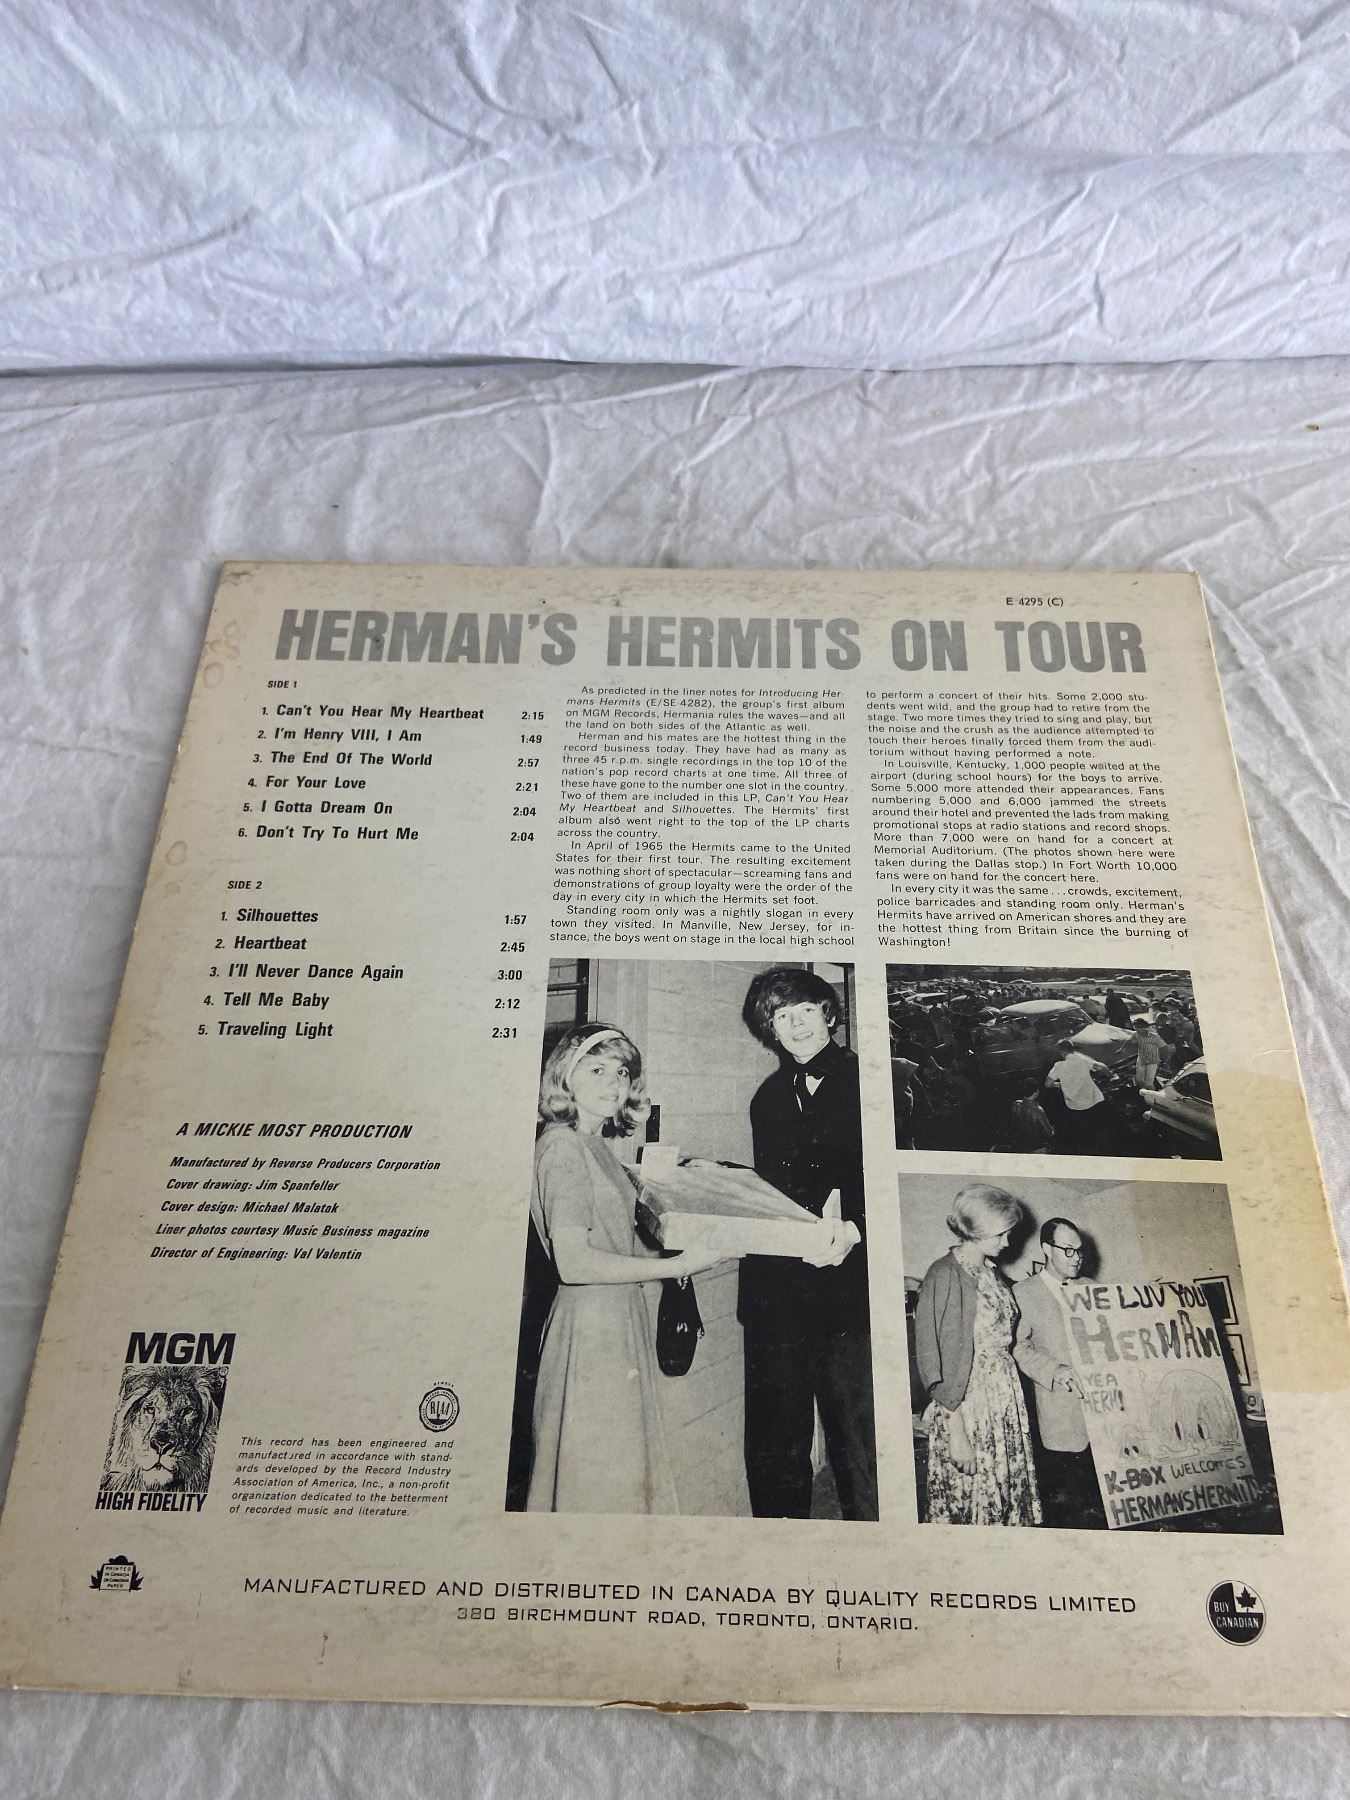 E 4295 (C)
HERMAN'S HERMITS ON TOUR
SIDE 1
1. Can't You Hear My Heartbeat 2:15
2. I'm Henry VIII, I Am 1:49
3. The End Of The World 2:57
4. For Your Love 2:21
5. I Gotta Dream On 2:04
6. Don't Try To Hurt Me 2:04
SIDE 2
1. Silhouettes 1:57
2. Heartbeat 2:45
3. I'll Never Dance Again 3:00
4. Tell Me Baby 2:12
5. Traveling Light 2:31
A MICKIE MOST PRODUCTION
Manufactured by Reverse Producers Corporation
Cover drawing: Jim Spanfeller
Cover design: Michael Malatok
Liner photos courtesy Music Business magazine
Director of Engineering: Val Valentin
As predicted in the liner notes for Introducing Her-
mans Hermits (E/SE-4282), the group's first album
on MGM Records, Hermania rules the waves—and all
the land on both sides of the Atlantic as well.
Herman and his mates are the hottest thing in the
record business today. They have had as many as
three 45 r.p.m. single recordings in the top 10 of the
nation's pop record charts at one time. All three of
these have gone to the number one slot in the country.
Two of them are included in this LP, Can't You Hear
My Heartbeat and Silhouettes. The Hermits' first
album also went right to the top of the LP charts
across the country.
In April of 1965 the Hermits came to the United
States for their first tour. The resulting excitement
was nothing short of spectacular—screaming fans and
demonstrations of group loyalty were the order of the
day in every city in which the Hermits set foot.
Standing room only was a nightly slogan in every
town they visited. In Manville, New Jersey, for in-
stance, the boys went on stage in the local high school
to perform a concert of their hits. Some 2,000 stu-
dents went wild, and the group had to retire from the
stage. Two more times they tried to sing and play, but
the noise and the crush as the audience attempted to
touch their heroes finally forced them from the audi-
torium without having performed a note.
In Louisville, Kentucky, 1,000 people waited at the
airport (during school hours) for the boys to arrive.
Some 5,000 more attended their appearances. Fans
numbering 5,000 and 6,000 jammed the streets
around their hotel and prevented the lads from making
promotional stops at radio stations and record shops.
More than 7,000 were on hand for a concert at
Memorial Auditorium. (The photos shown here were
taken during the Dallas stop.) In Fort Worth 10,000
fans were on hand for the concert here.
In every city it was the same...crowds, excitement,
police barricades and standing room only. Herman's
Hermits have arrived on American shores and they are
the hottest thing from Britain since the burning of
Washington!
WE LUV YOU
HERMAN
YEA
HERM!
K-BOX WELCOMES
HERMANSHERMIT
MGM
HIGH FIDELITY
MEMBER
RIAA
This record has been engineered and
manufactured in accordance with stand-
ards developed by the Record Industry
Association of America, Inc., a non-profit
organization dedicated to the betterment
of recorded music and literature.
PRINTED
IN CANADA
ON CANADIAN
PAPER
MANUFACTURED AND DISTRIBUTED IN CANADA BY QUALITY RECORDS LIMITED
380 BIRCHMOUNT ROAD, TORONTO, ONTARIO.
BUY
CANADIAN